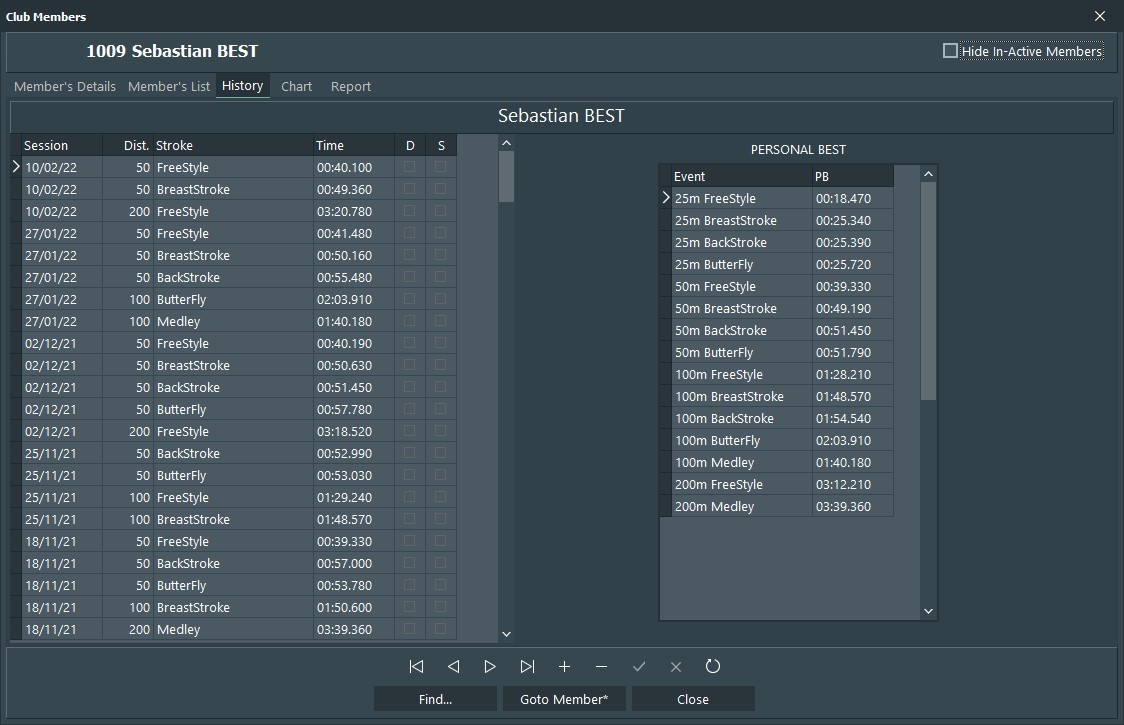 Club Members
1009 Sebastian BEST
Hide In-Active Members
Member's Details Member's List History Chart Report
Sebastian BEST
Session Dist. Stroke Time D S
10/02/22 50 FreeStyle 00:40.100
10/02/22 50 BreastStroke 00:49.360
10/02/22 200 FreeStyle 03:20.780
27/01/22 50 FreeStyle 00:41.480
27/01/22 50 BreastStroke 00:50.160
27/01/22 50 BackStroke 00:55.480
27/01/22 100 ButterFly 02:03.910
27/01/22 100 Medley 01:40.180
02/12/21 50 FreeStyle 00:40.190
02/12/21 50 BreastStroke 00:50.630
02/12/21 50 BackStroke 00:51.450
02/12/21 50 ButterFly 00:57.780
02/12/21 200 FreeStyle 03:18.520
25/11/21 50 BackStroke 00:52.990
25/11/21 50 ButterFly 00:53.030
25/11/21 100 FreeStyle 01:29.240
25/11/21 100 BreastStroke 01:48.570
18/11/21 50 FreeStyle 00:39.330
18/11/21 50 BackStroke 00:57.000
18/11/21 50 ButterFly 00:53.780
18/11/21 100 BreastStroke 01:50.600
18/11/21 200 Medley 03:39.360
PERSONAL BEST
Event PB
25m FreeStyle 00:18.470
25m BreastStroke 00:25.340
25m BackStroke 00:25.390
25m ButterFly 00:25.720
50m FreeStyle 00:39.330
50m BreastStroke 00:49.190
50m BackStroke 00:51.450
50m ButterFly 00:51.790
100m FreeStyle 01:28.210
100m BreastStroke 01:48.570
100m BackStroke 01:54.540
100m ButterFly 02:03.910
100m Medley 01:40.180
200m FreeStyle 03:12.210
200m Medley 03:39.360
Find... Goto Member* Close